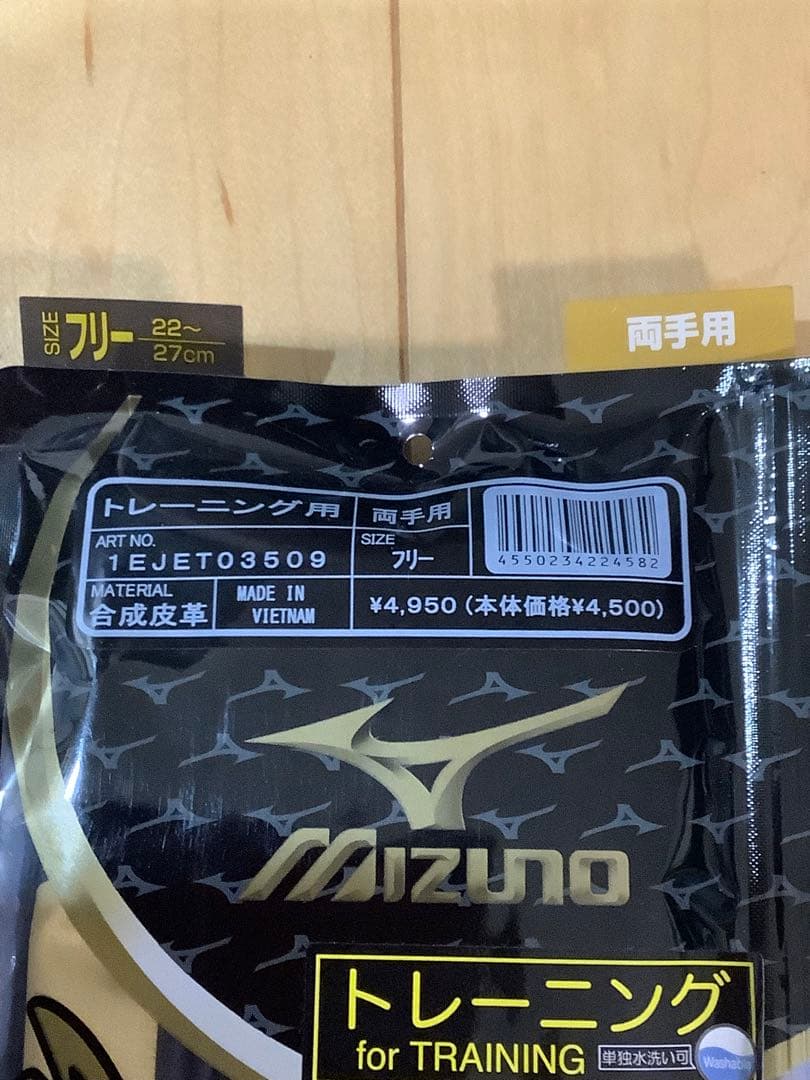 SIZE フリー 22～27cm
両手用
トレーニング用 両手用
4550234224582
ART NO. 1EJET03509 SIZE フリー
MATERIAL 合成皮革 MADE IN VIETNAM ¥4,950 (本体価格¥4,500)
MIZUNO
トレーニング
for TRAINING 単独水洗い可 Washable